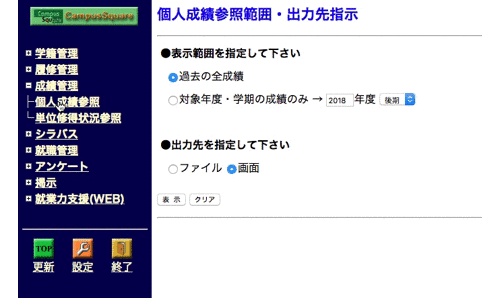 Campus Square CampusSquare
学籍管理
履修管理
成績管理
個人成績参照
単位修得状況参照
シラバス
就職管理
アンケート
掲示
就業力支援(WEB)
TOP
更新 設定 終了
個人成績参照範囲・出力先指示
●表示範囲を指定して下さい
過去の全成績
対象年度・学期の成績のみ → 2018 年度 後期
●出力先を指定して下さい
ファイル 画面
表 示 クリア